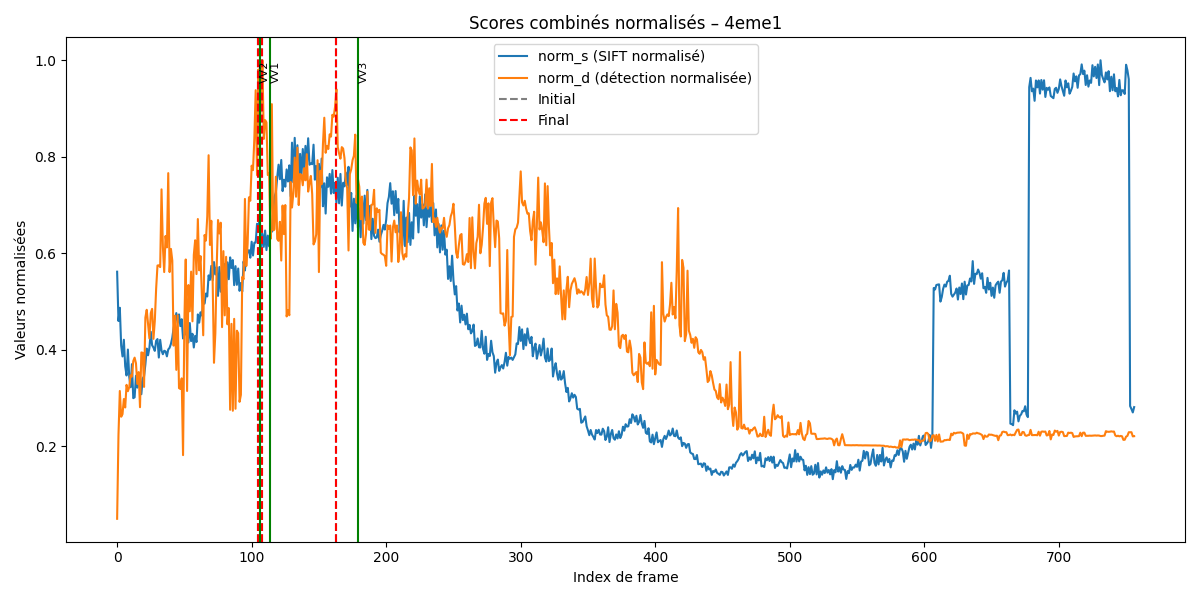 Scores combinés normalisés – 4eme1
norm_s (SIFT normalisé)
norm_d (détection normalisée)
Initial
Final
VV2
VV1
VV3
Valeurs normalisées
1.0
0.8
0.6
0.4
0.2
0
100
200
300
400
500
600
700
Index de frame